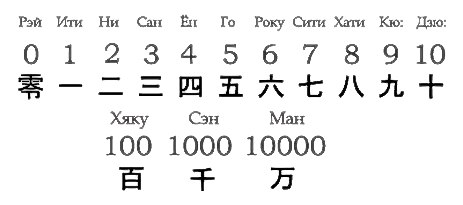 Рэй Ити Ни Сан Ён Го Року Сити Хати Кю: Дзю:
0 1 2 3 4 5 6 7 8 9 10
零 一 二 三 四 五 六 七 八 九 十
Хяку Сэн Ман
100 1000 10000
百 千 万